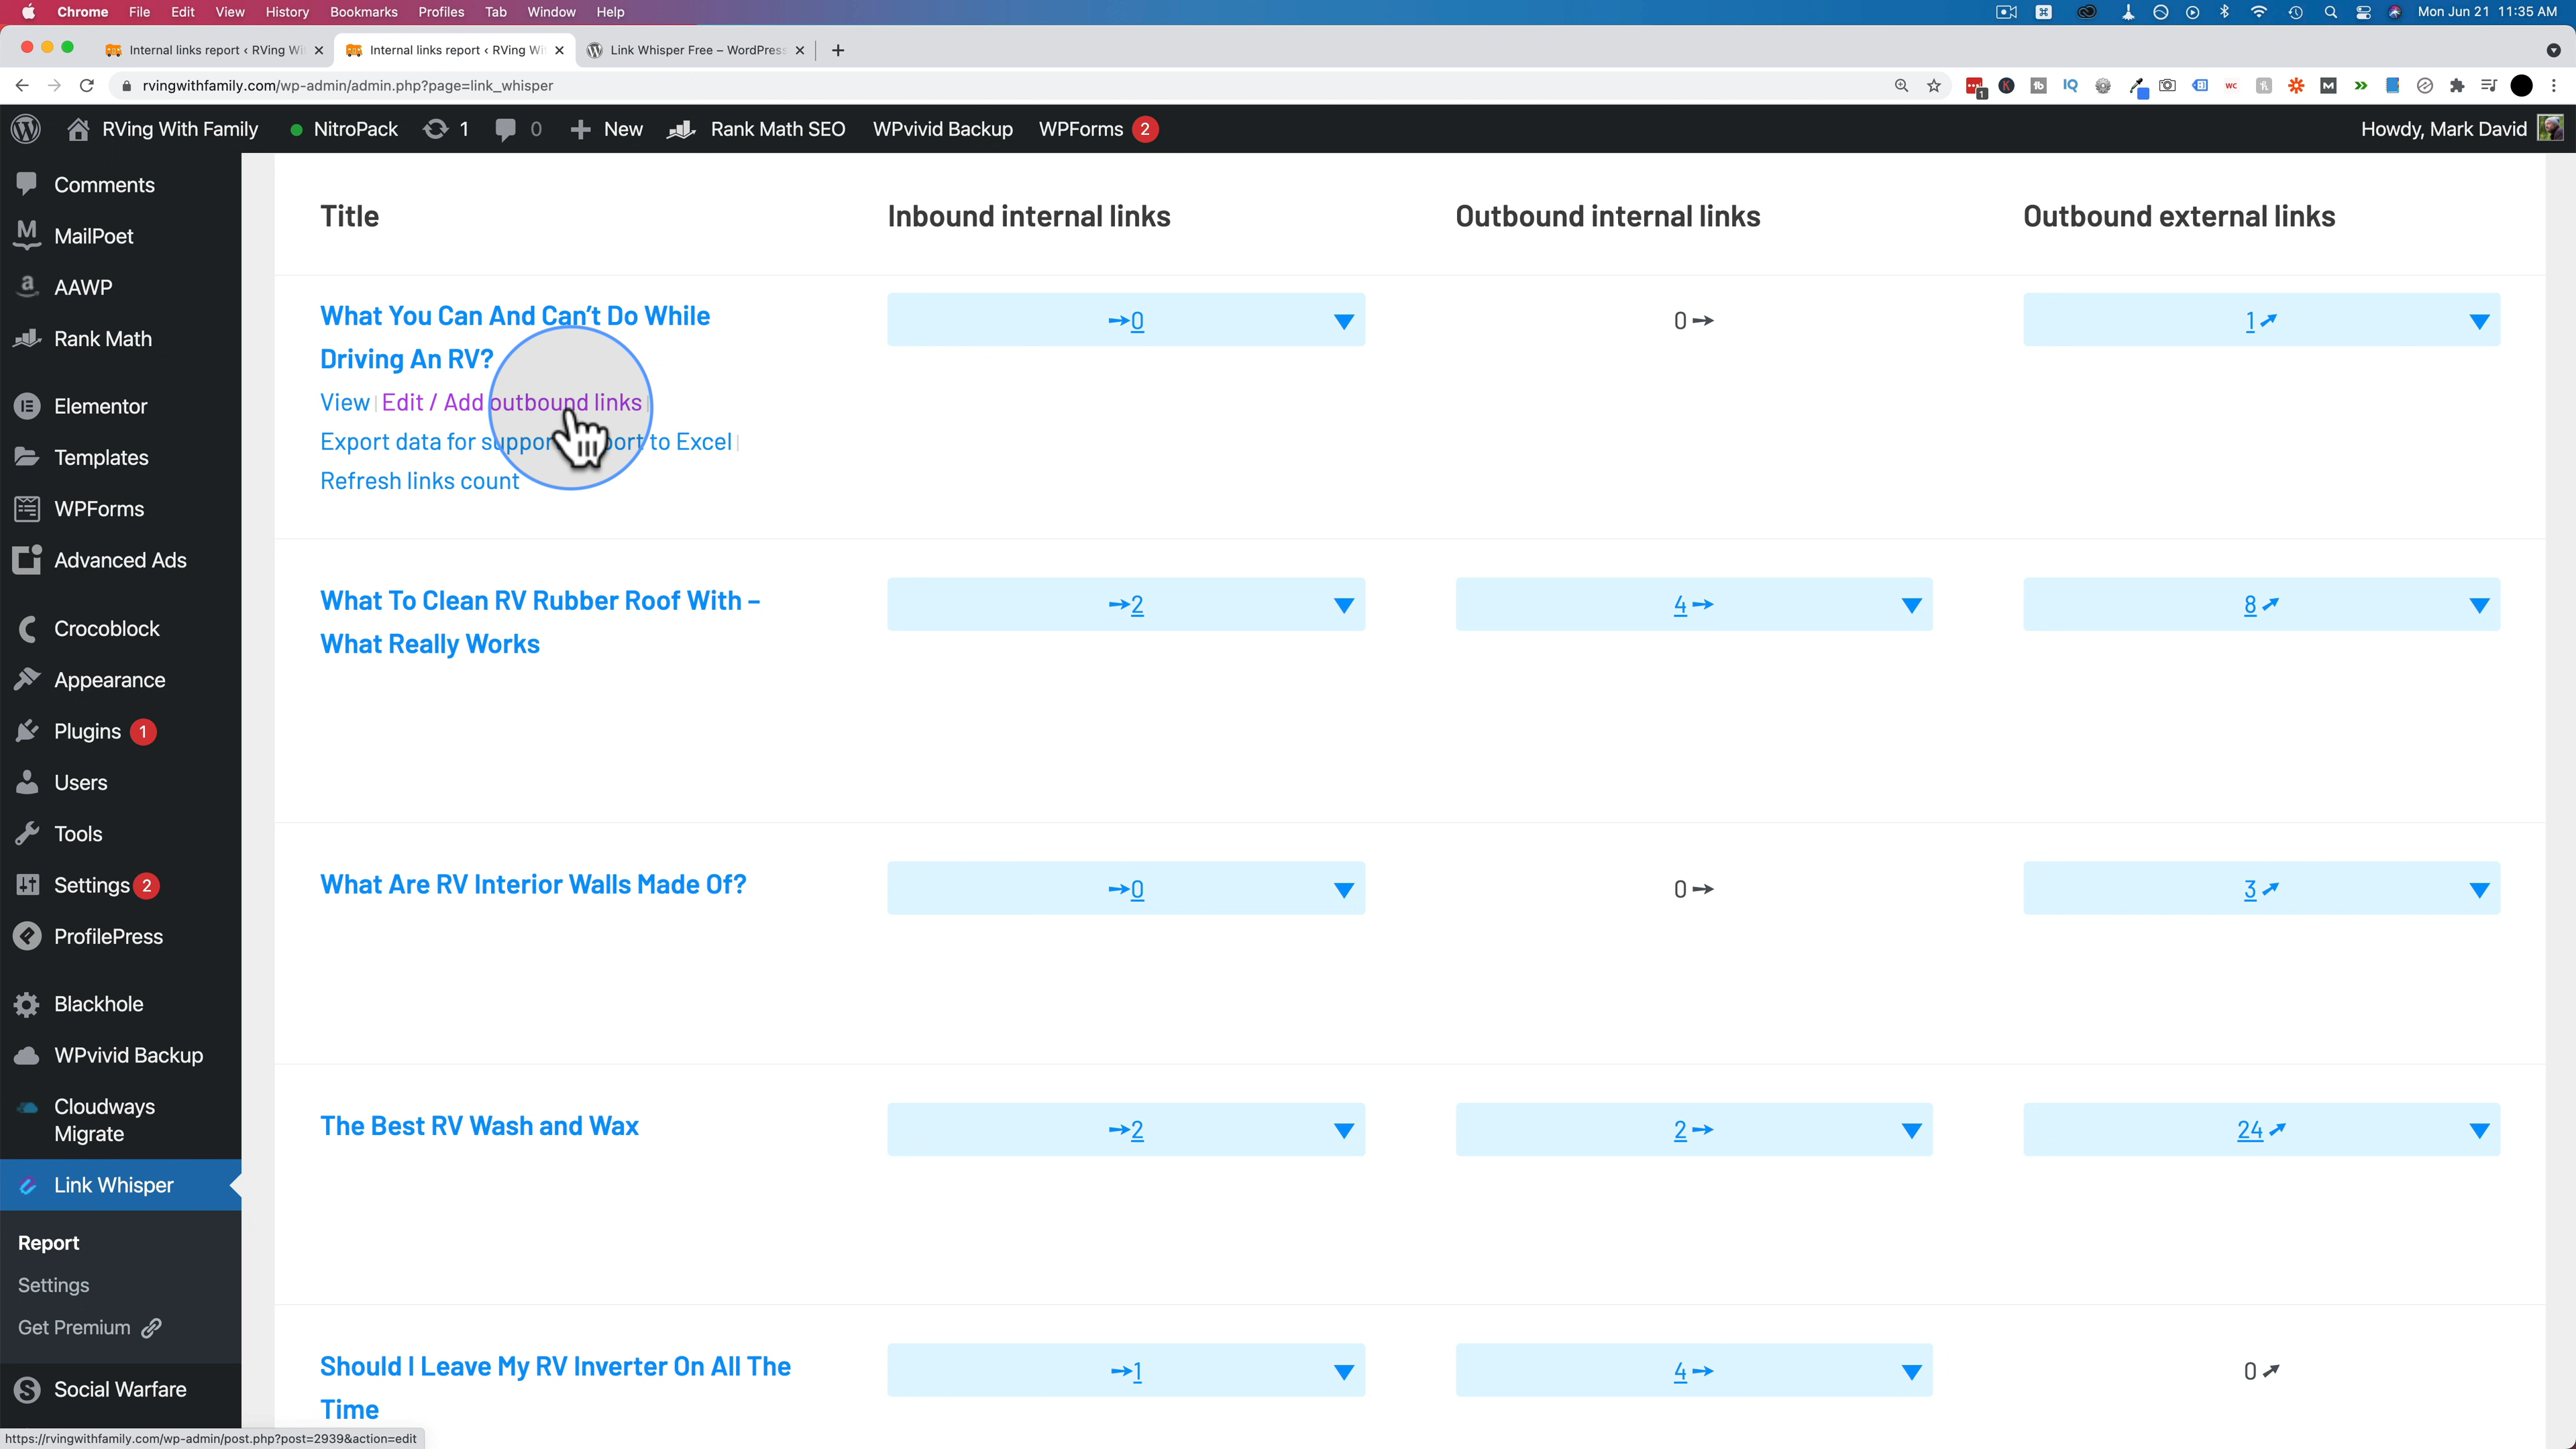 Chrome File Edit View History Bookmarks Profiles Tab Window Help Mon Jun 21 11:35 AM
Internal links report ‹ RVing Wi Internal links report ‹ RVing Wi Link Whisper Free – WordPress
rvingwithfamily.com/wp-admin/admin.php?page=link_whisper
RVing With Family NitroPack 1 0 New Rank Math SEO WPvivid Backup WPForms 2 Howdy, Mark David
Comments
MailPoet
AAWP
Rank Math
Elementor
Templates
WPForms
Advanced Ads
Crocoblock
Appearance
Plugins 1
Users
Tools
Settings 2
ProfilePress
Blackhole
WPvivid Backup
Cloudways
Migrate
Link Whisper
Report
Settings
Get Premium
Social Warfare
Title Inbound internal links Outbound internal links Outbound external links
What You Can And Can't Do While 0 0 1
Driving An RV?
View | Edit / Add outbound links |
Export data for support to Excel |
Refresh links count
What To Clean RV Rubber Roof With – 2 4 8
What Really Works
What Are RV Interior Walls Made Of? 0 0 3
The Best RV Wash and Wax 2 2 24
Should I Leave My RV Inverter On All The 1 4 0
Time
https://rvingwithfamily.com/wp-admin/post.php?post=2939&action=edit